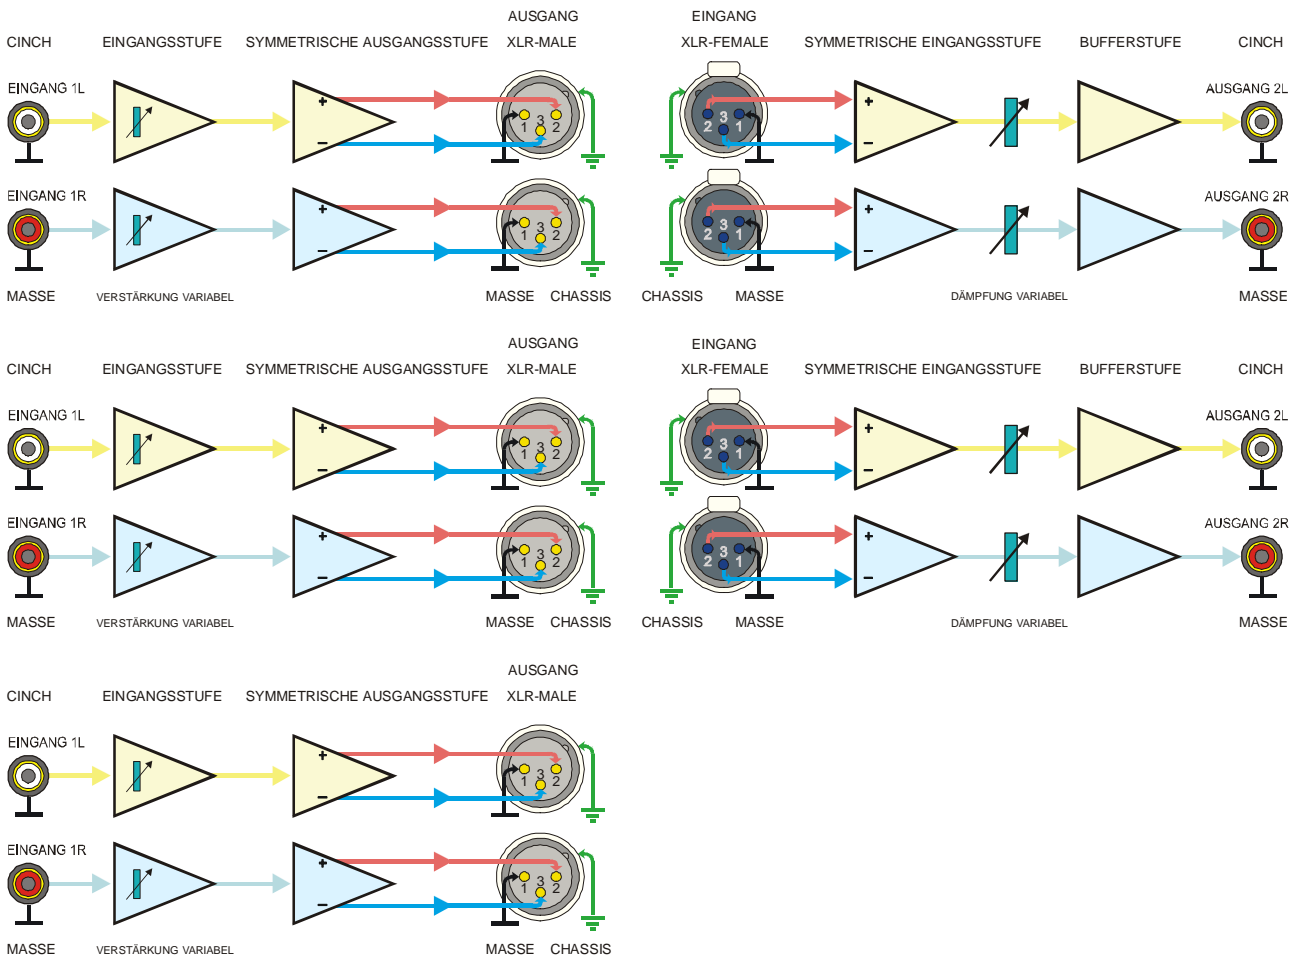 AUSGANG EINGANG
CINCH EINGANGSSTUFE SYMMETRISCHE AUSGANGSSTUFE XLR-MALE XLR-FEMALE SYMMETRISCHE EINGANGSSTUFE BUFFERSTUFE CINCH
EINGANG 1L AUSGANG 2L
+ 1 3 2 2 3 1 +
− −
EINGANG 1R AUSGANG 2R
+ 1 3 2 2 3 1 +
− −
MASSE VERSTÄRKUNG VARIABEL MASSE CHASSIS CHASSIS MASSE DÄMPFUNG VARIABEL MASSE
AUSGANG EINGANG
CINCH EINGANGSSTUFE SYMMETRISCHE AUSGANGSSTUFE XLR-MALE XLR-FEMALE SYMMETRISCHE EINGANGSSTUFE BUFFERSTUFE CINCH
EINGANG 1L AUSGANG 2L
+ 1 3 2 2 3 1 +
− −
EINGANG 1R AUSGANG 2R
+ 1 3 2 2 3 1 +
− −
MASSE VERSTÄRKUNG VARIABEL MASSE CHASSIS CHASSIS MASSE DÄMPFUNG VARIABEL MASSE
AUSGANG
CINCH EINGANGSSTUFE SYMMETRISCHE AUSGANGSSTUFE XLR-MALE
EINGANG 1L
+ 1 3 2
−
EINGANG 1R
+ 1 3 2
−
MASSE VERSTÄRKUNG VARIABEL MASSE CHASSIS